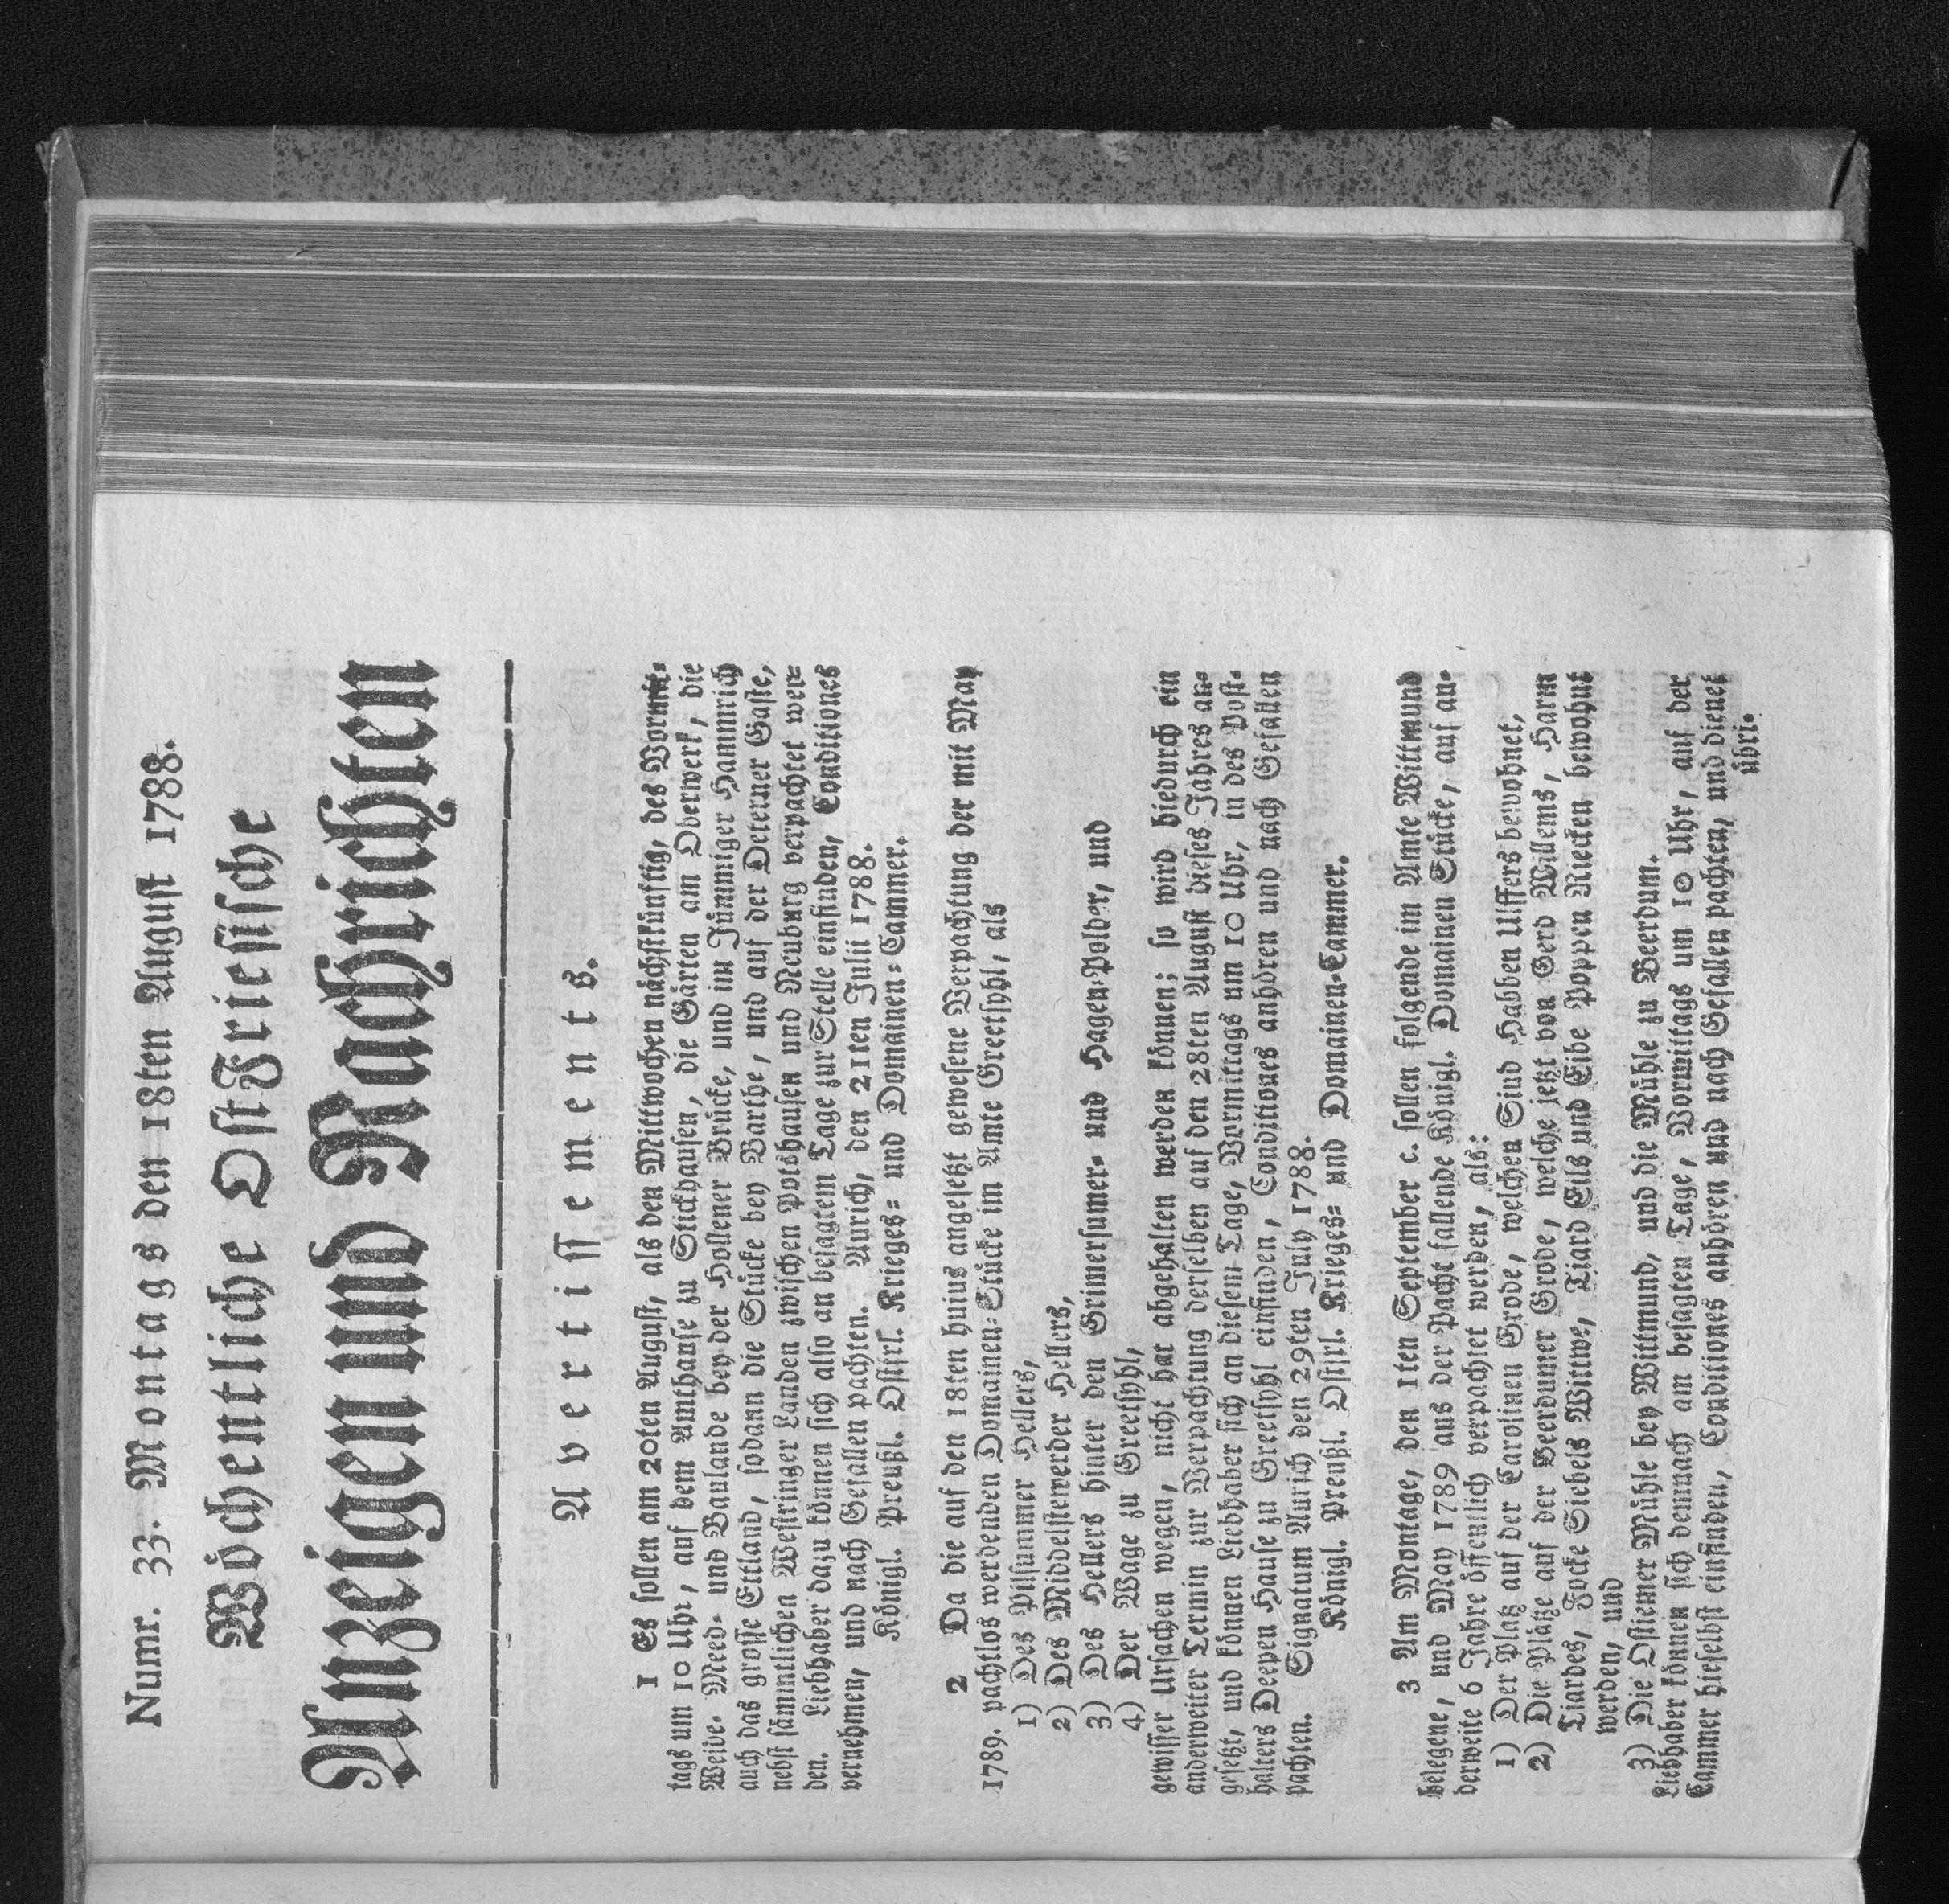 Numr. 33. Montags den 18ten Auguſt 1788.
Wöchentliche Oſtfrieſiſche
Anzeigen und Nachrichten
Avertiſſements.
1 Es ſollen am 20ten Auguſt, als den Mittwochen nächſtkünftig, des Vormit-
tags um 10 Uhr, auf dem Amthauſe zu Stickhauſen, die Gärten am Oberwerk, die
Weide- Meed- und Baulande bey der Hollener Brücke, und im Jümmiger Hammrich
auch das groſſe Ettland, ſodann die Stücke bey Barthe, und auf der Deterner Gaſte,
nebſt ſämmtlichen Weſtringer Landen zwiſchen Potshauſen und Neuburg verpachtet wer-
den. Liebhaber dazu können ſich alſo an beſagtem Tage zur Stelle einfinden, Conditiones
vernehmen, und nach Gefallen pachten. Aurich, den 21ten Julii 1788.
Königl. Preußl. Oſtfrl. Krieges- und Domainen-Cammer.
2 Da die auf den 18ten huius angeſetzt geweſene Verpachtung der mit May
1789. pachtlos werdenden Domainen-Stücke im Amte Greetſyhl, als
1) Des Pilſummer Hellers,
2) Des Middelſtewerder Hellers,
3) Des Hellers hinter den Grimerſumer- und Hagen-Polder, und
4) Der Wage zu Greetſyhl,
gewiſſer Urſachen wegen, nicht hat abgehalten werden können; ſo wird hiedurch ein
anderweiter Termin zur Verpachtung derſelben auf den 28ten Auguſt dieſes Jahres an-
geſetzt, und können Liebhaber ſich an dieſem Tage, Vormittags um 10 Uhr, in des Poſt-
halters Deepen Hauſe zu Greetſyhl einfinden, Conditiones anhören und nach Gefallen
pachten. Signatum Aurich den 29ten July 1788.
Königl. Preußl. Oſtfrl. Krieges- und Domainen-Cammer.
3 Am Montage, den 1ten September c. ſollen folgende im Amte Wittmund
belegene, und May 1789 aus der Pacht fallende Königl. Domainen Stücke, auf an-
derweite 6 Jahre öffentlich verpachtet werden, als:
1) Der Platz auf der Carolinen Grode, welchen Siud Habben Ulffers bewohnet,
2) Die Plätze auf der Beerdumer Grode, welche jetzt von Gerd Willems, Harm
Tiardes, Tocke Siebels Wittwe, Tiard Eils und Eibe Poppen Riecken bewohnt
werden, und
3) Die Oſtiemer Mühle bey Wittmund, und die Mühle zu Beerdum.
Liebhaber können ſich demnach am beſagten Tage, Vormittags um 10 Uhr, auf der
Cammer hieſelbſt einfinden, Conditiones anhören und nach Gefallen pachten, und dienet
übri-